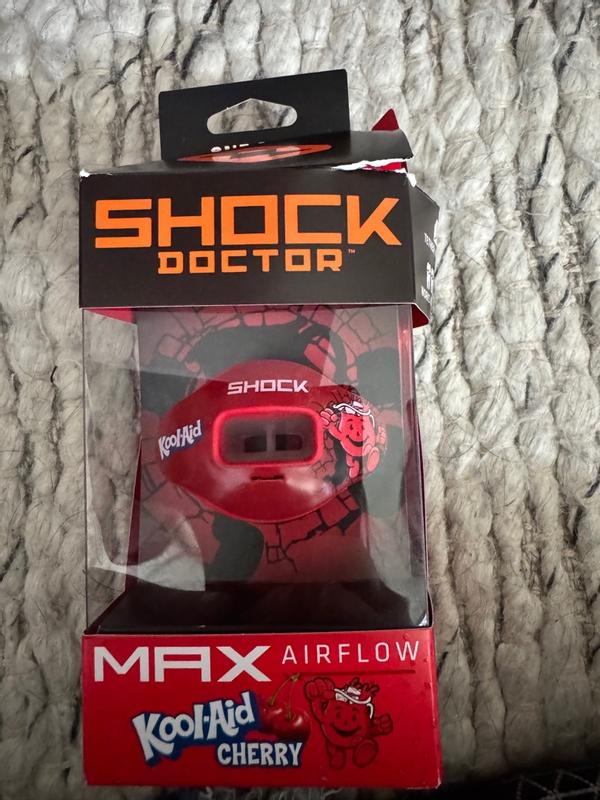 SHOCK
DOCTOR™
SHOCK
Kool-Aid
MAX AIRFLOW
Kool-Aid
CHERRY